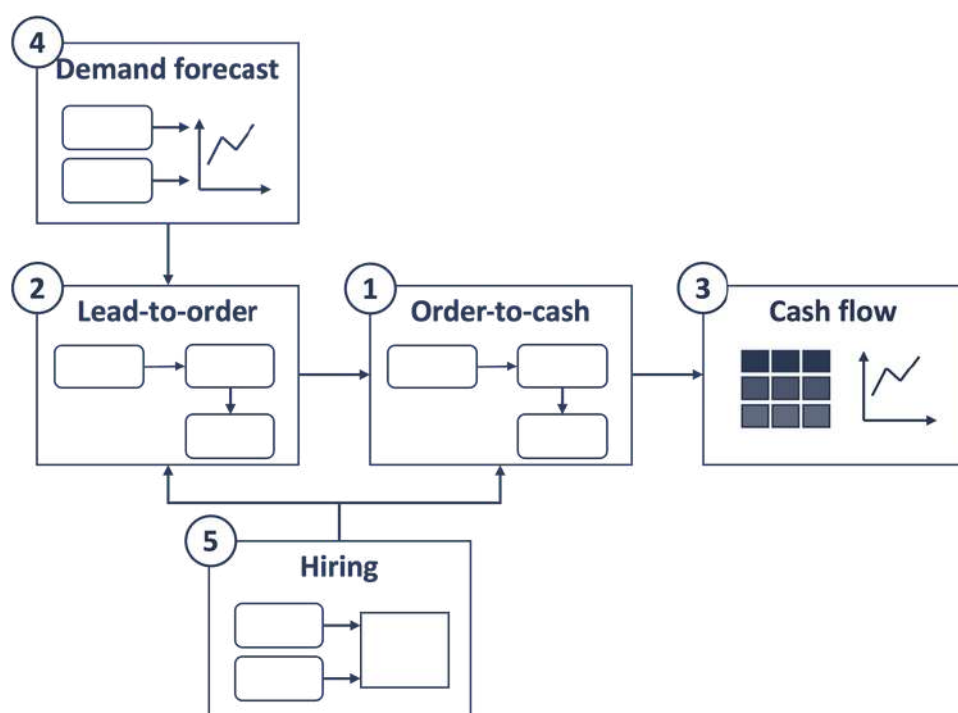 4
Demand forecast
2
Lead-to-order
1
Order-to-cash
3
Cash flow
5
Hiring